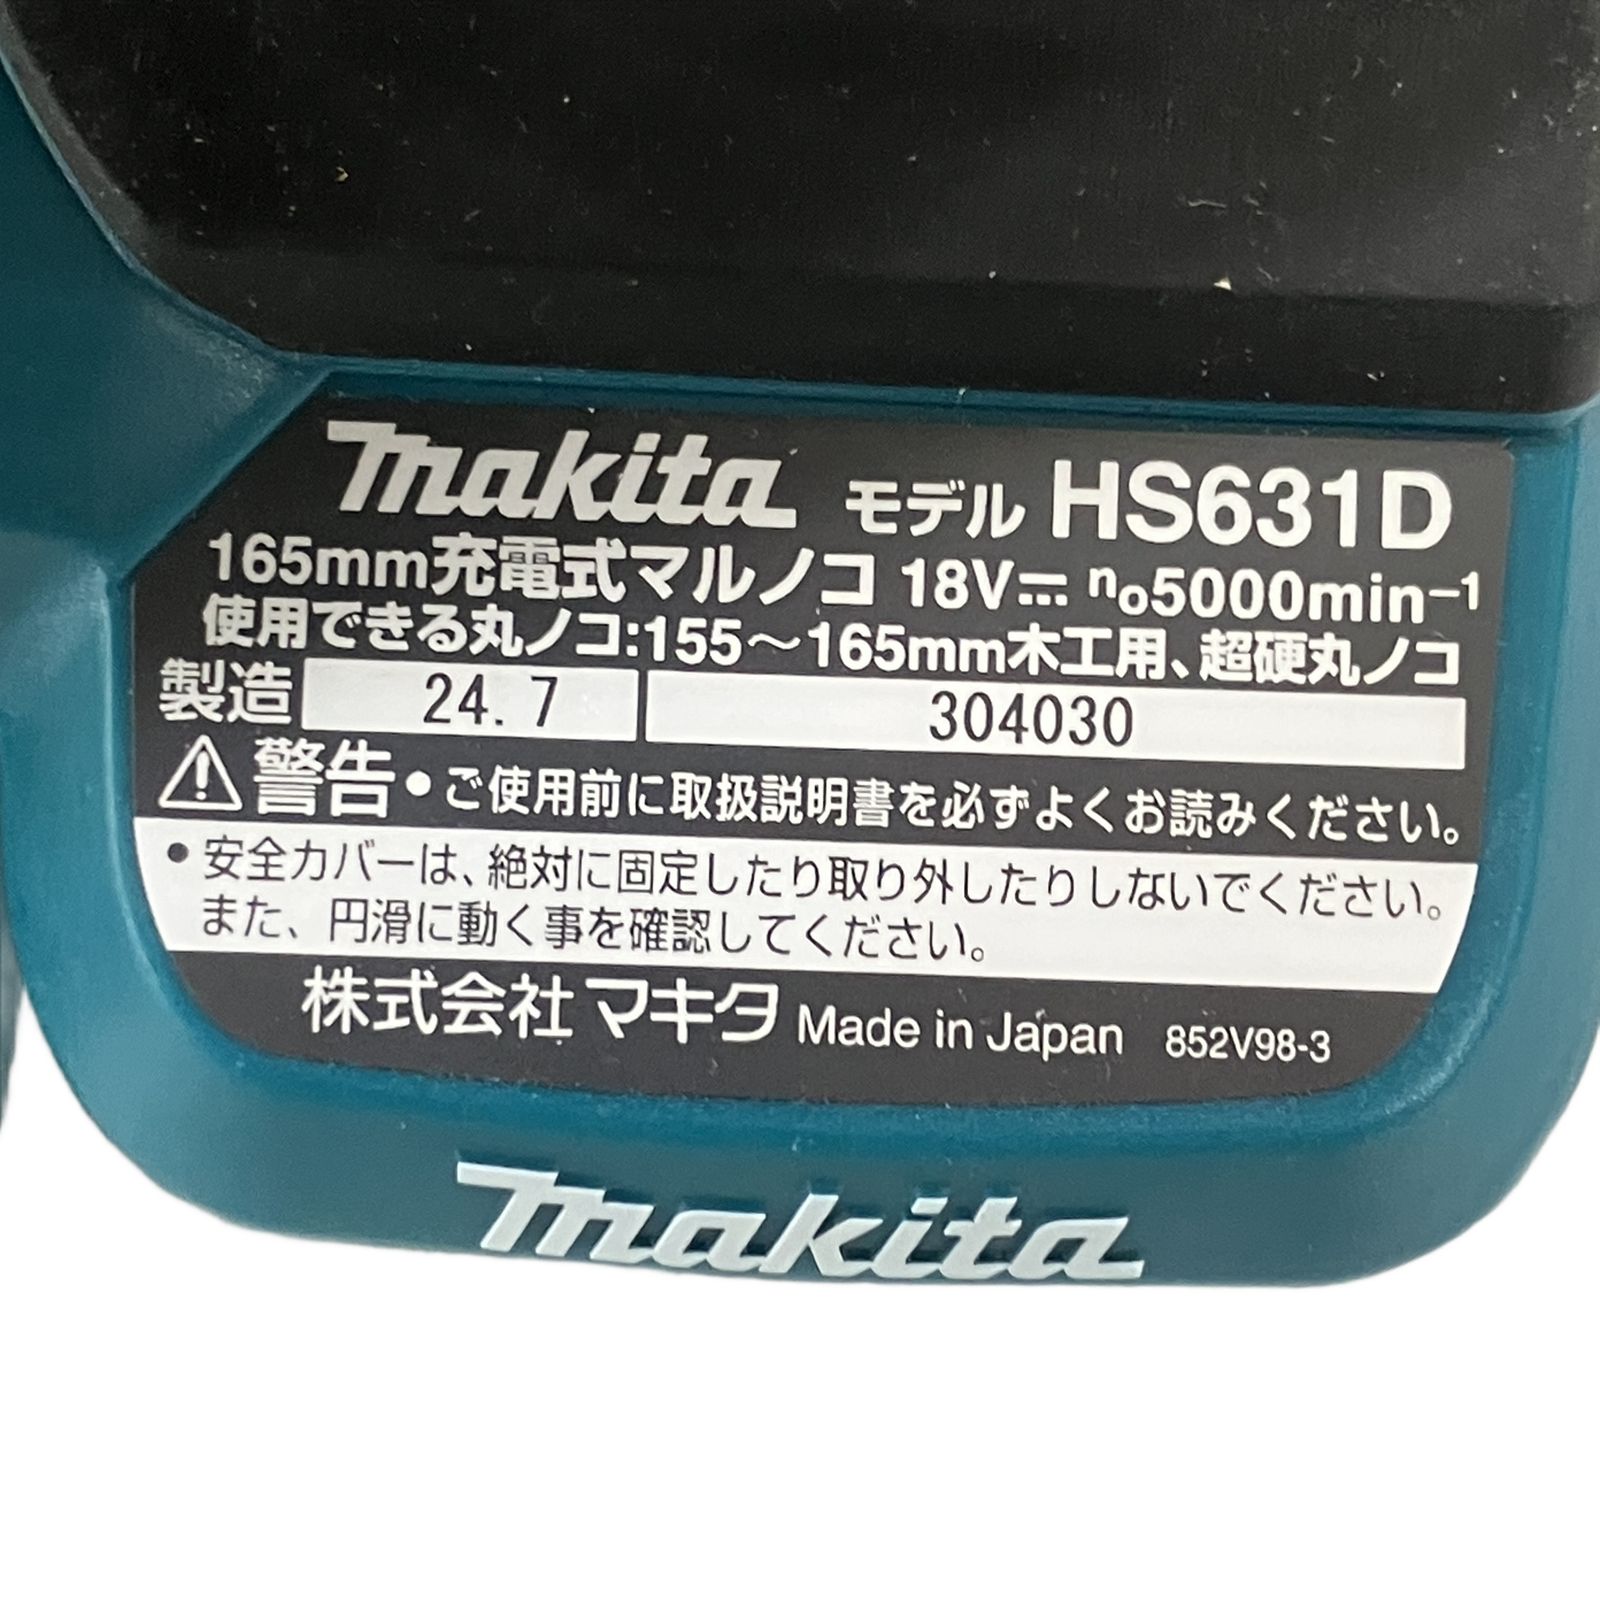 makita モデル HS631D
165mm充電式マルノコ 18V⎓ no5000min⁻¹
使用できる丸ノコ:155～165mm木工用、超硬丸ノコ
製造 24.7 304030
⚠警告 ● ご使用前に取扱説明書を必ずよくお読みください。
● 安全カバーは、絶対に固定したり取り外したりしないでください。
また、円滑に動く事を確認してください。
株式会社マキタ Made in Japan 852V98-3
makita